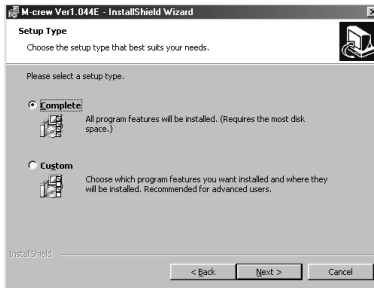 M-crew Ver1.044E - InstallShield Wizard
Setup Type
Choose the setup type that best suits your needs.
Please select a setup type.
Complete
All program features will be installed. (Requires the most disk
space.)
Custom
Choose which program features you want installed and where they
will be installed. Recommended for advanced users.
InstallShield
< Back
Next >
Cancel